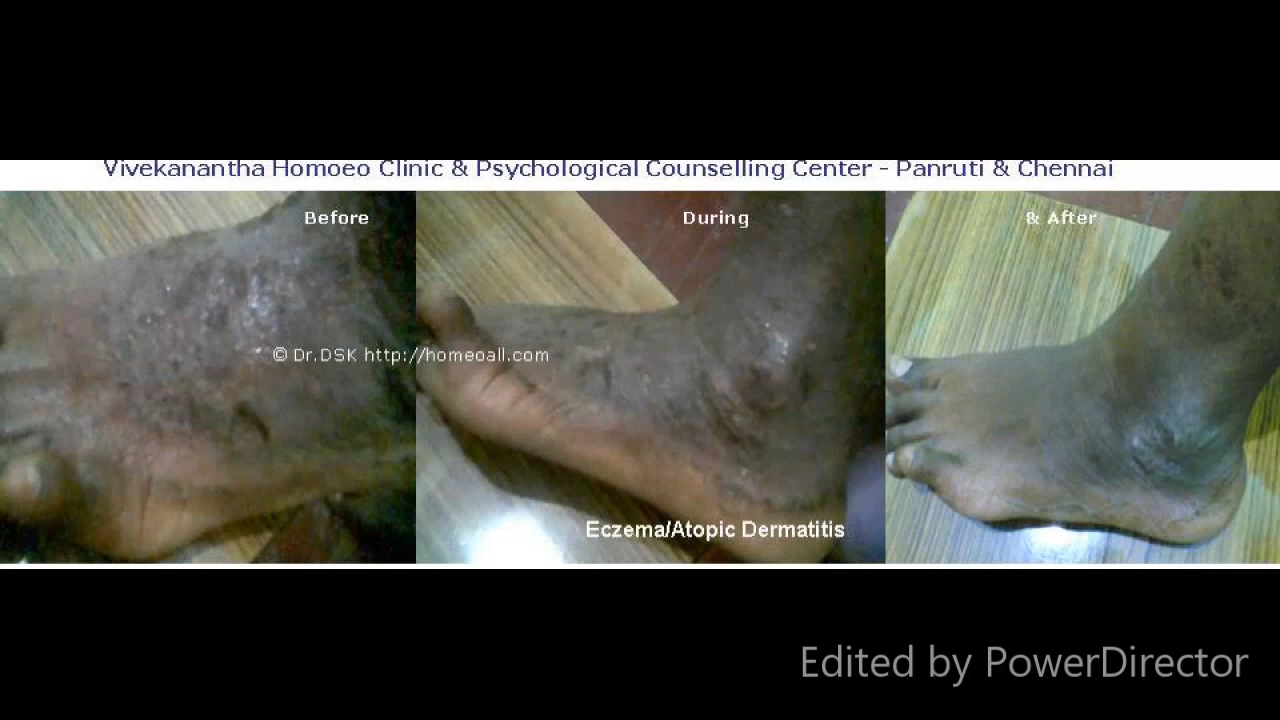 Vivekanantha Homoeo Clinic & Psychological Counselling Center - Panruti & Chennai
Before
During
& After
© Dr.DSK http://homeoall.com
Eczema/Atopic Dermatitis
Edited by PowerDirector